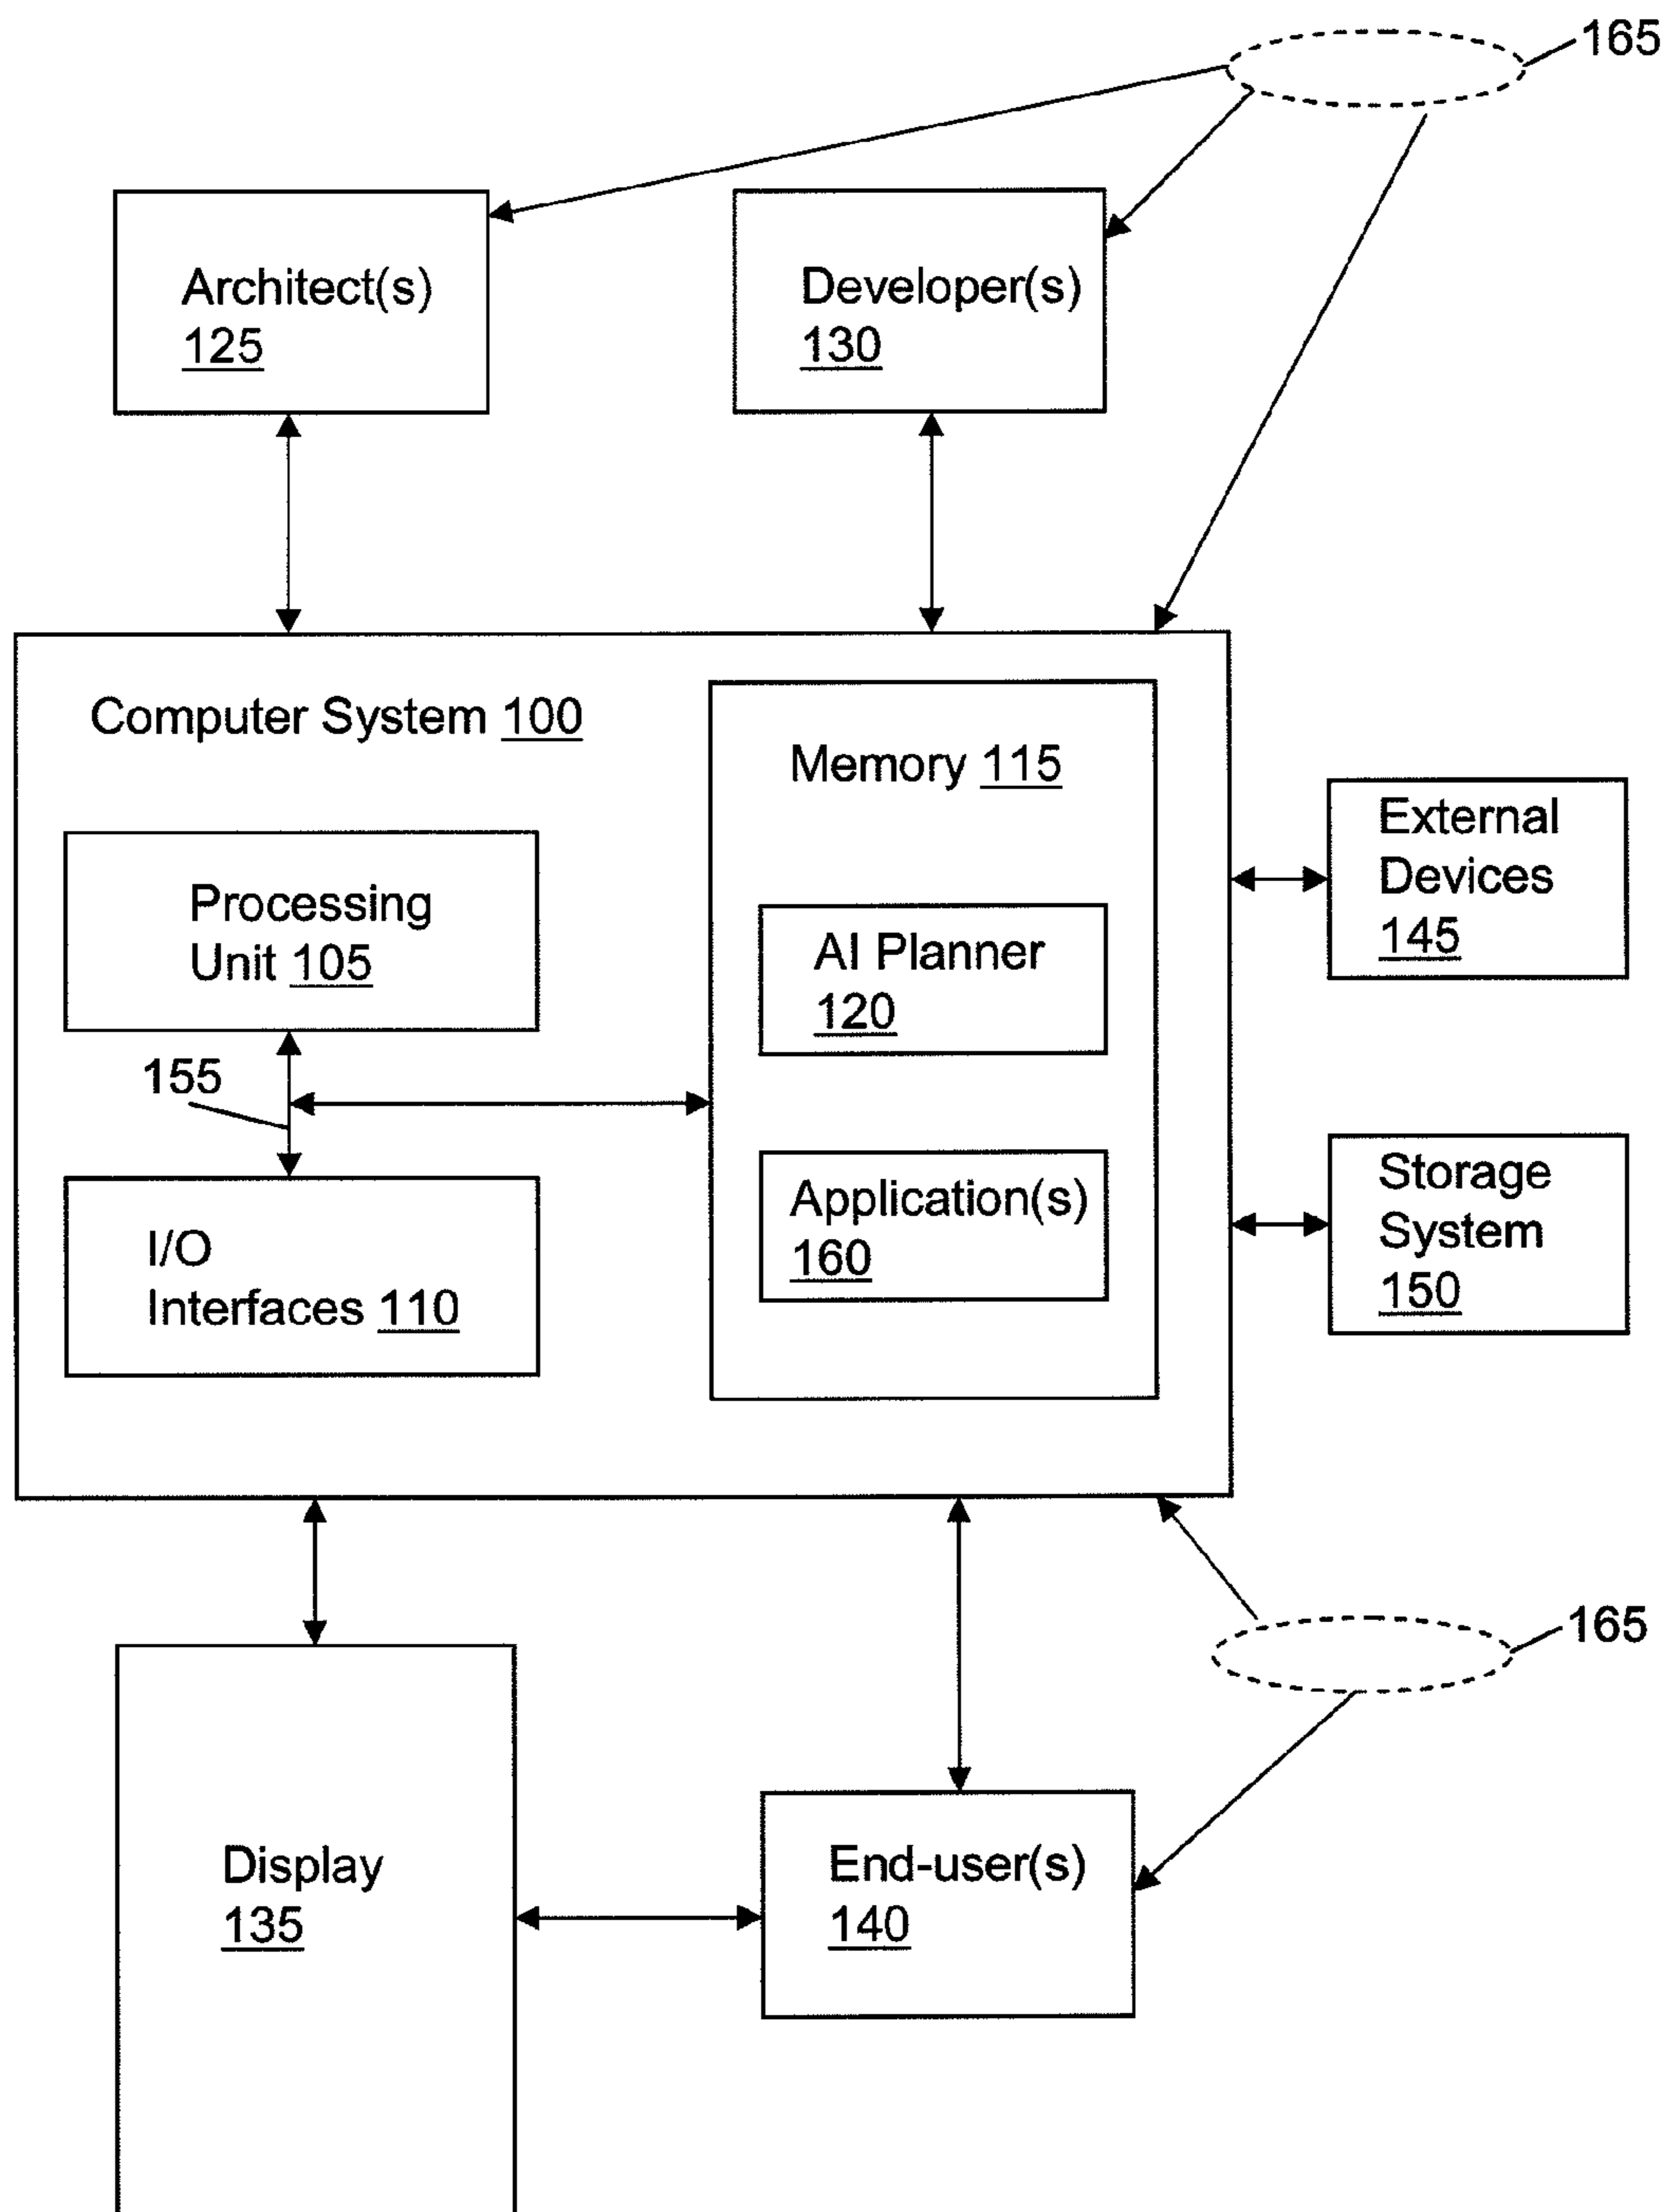 165
Architect(s)
125
Developer(s)
130
Computer System 100
Memory 115
Processing
Unit 105
AI Planner
120
155
Application(s)
160
I/O
Interfaces 110
External
Devices
145
Storage
System
150
165
Display
135
End-user(s)
140